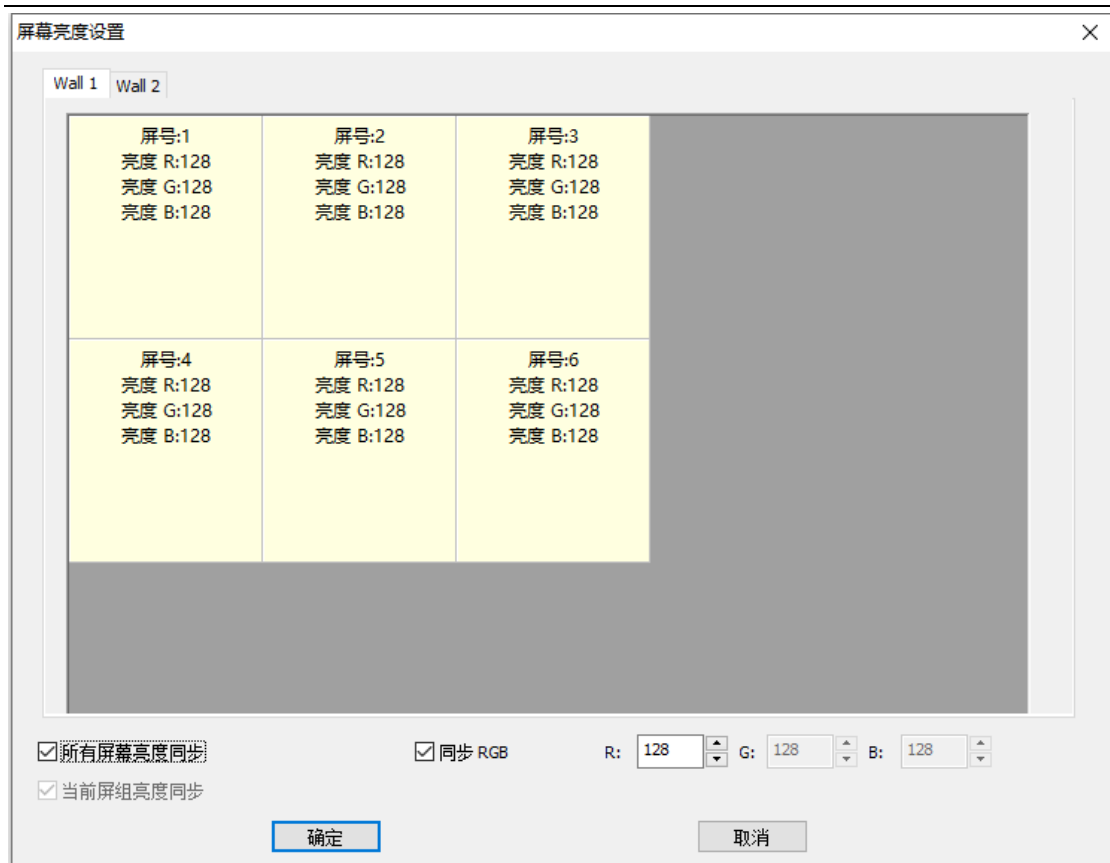 屏幕亮度设置
Wall 1 Wall 2
屏号:1 屏号:2 屏号:3
亮度 R:128 亮度 R:128 亮度 R:128
亮度 G:128 亮度 G:128 亮度 G:128
亮度 B:128 亮度 B:128 亮度 B:128
屏号:4 屏号:5 屏号:6
亮度 R:128 亮度 R:128 亮度 R:128
亮度 G:128 亮度 G:128 亮度 G:128
亮度 B:128 亮度 B:128 亮度 B:128
所有屏幕亮度同步 同步 RGB R: 128 G: 128 B: 128
当前屏组亮度同步
确定 取消